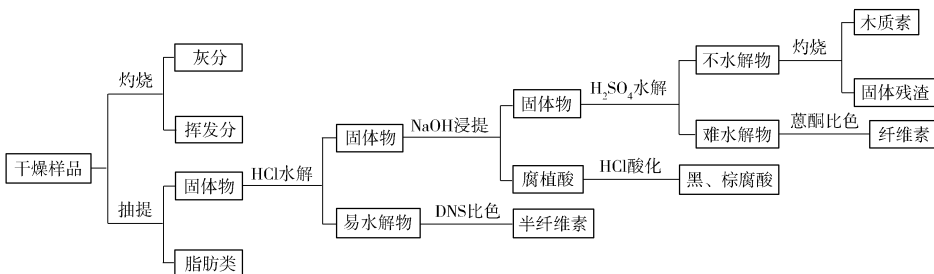 木质素
灰分
灼烧
不水解物
灼烧
H₂SO₄水解
固体物
固体残渣
挥发分
固体物
NaOH浸提
难水解物
蒽酮比色
纤维素
干燥样品
固体物
HCl水解
腐植酸
HCl酸化
黑、棕腐酸
抽提
易水解物
DNS比色
半纤维素
脂肪类